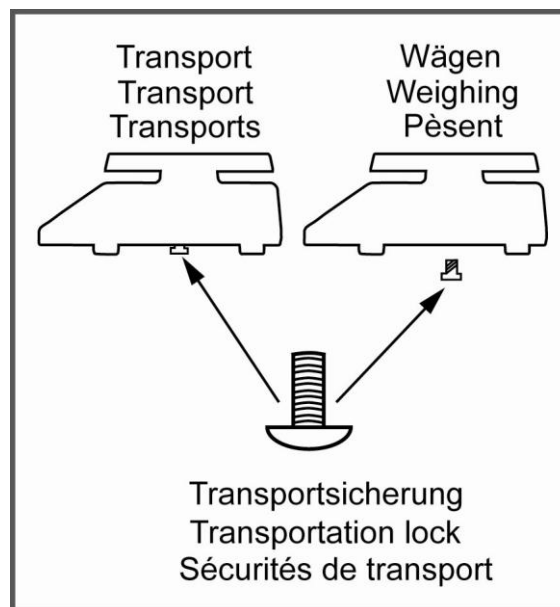 Transport
Transport
Transports
Wägen
Weighing
Pèsent
Transportsicherung
Transportation lock
Sécurités de transport